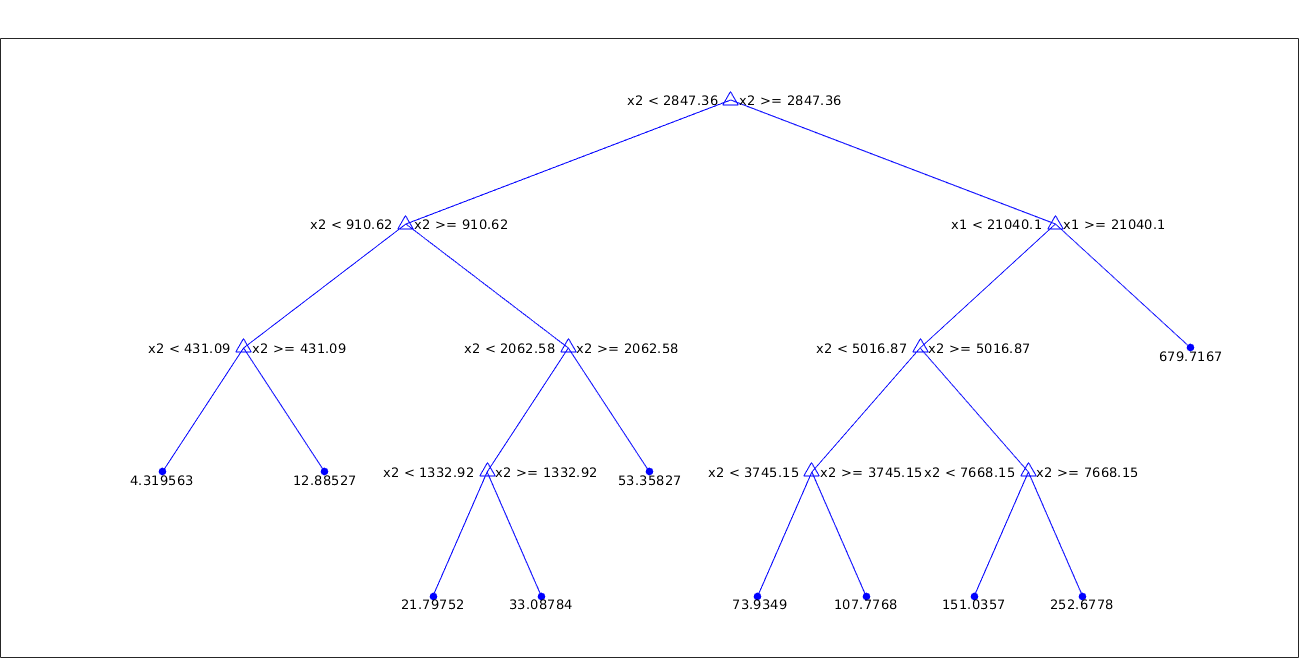 x2 < 2847.36 x2 >= 2847.36
x2 < 910.62 x2 >= 910.62 x1 < 21040.1 x1 >= 21040.1
x2 < 431.09 x2 >= 431.09 x2 < 2062.58 x2 >= 2062.58 x2 < 5016.87 x2 >= 5016.87 679.7167
4.319563 12.88527 x2 < 1332.92 x2 >= 1332.92 53.35827 x2 < 3745.15 x2 >= 3745.15 x2 < 7668.15 x2 >= 7668.15
21.79752 33.08784 73.9349 107.7768 151.0357 252.6778